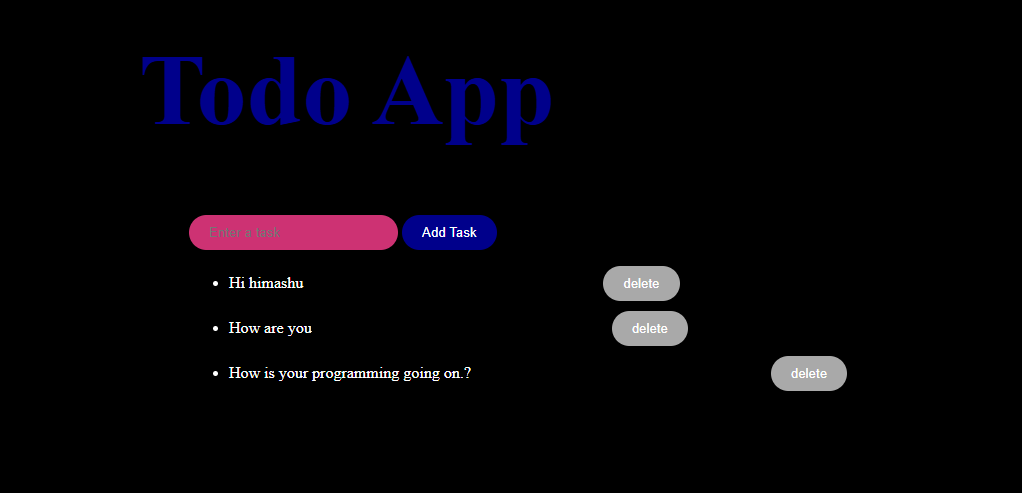 Todo App
Enter a task Add Task
Hi himashu delete
How are you delete
How is your programming going on.? delete